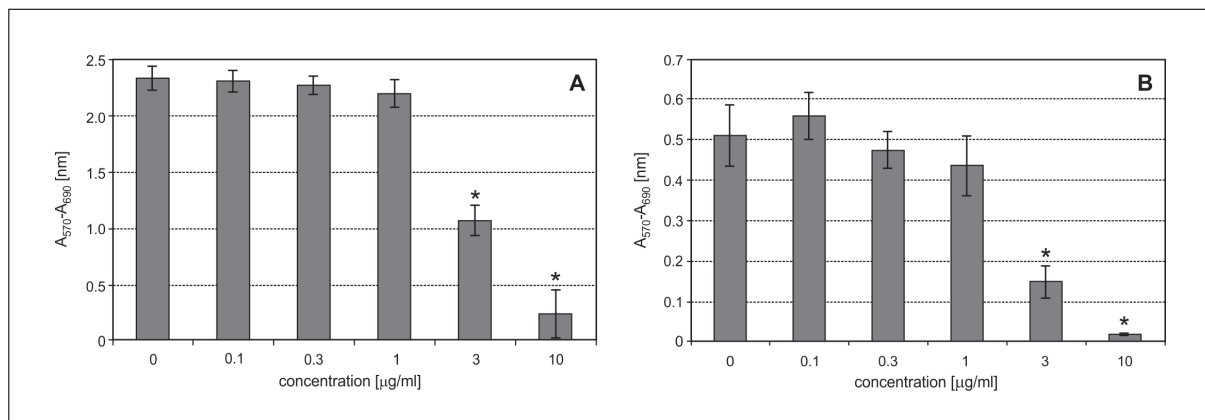 A
2.5
2.0
1.5
1.0
0.5
0
A₅₇₀-A₆₉₀ [nm]
*
*
0 0.1 0.3 1 3 10
concentration [μg/ml]
B
0.7
0.6
0.5
0.4
0.3
0.2
0.1
0
A₅₇₀-A₆₉₀ [nm]
*
*
0 0.1 0.3 1 3 10
concentration [μg/ml]